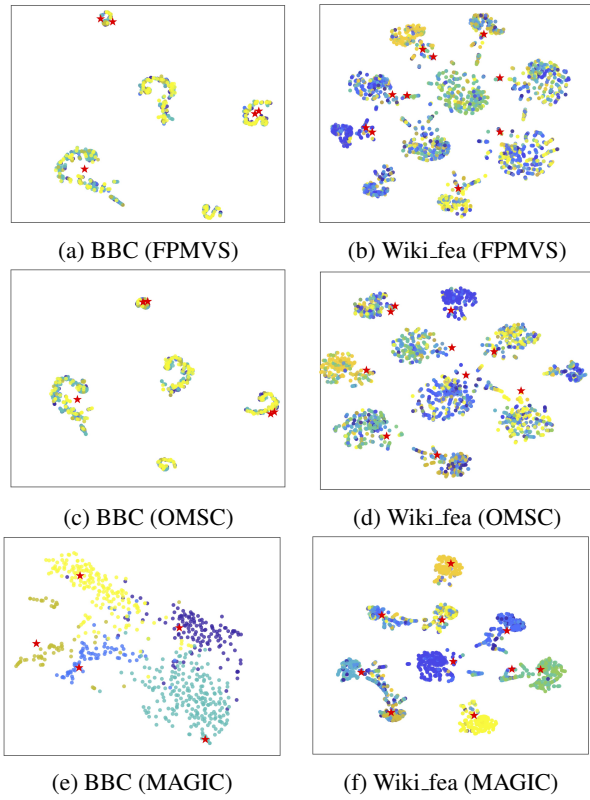 (a) BBC (FPMVS)
(b) Wiki_fea (FPMVS)
(c) BBC (OMSC)
(d) Wiki_fea (OMSC)
(e) BBC (MAGIC)
(f) Wiki_fea (MAGIC)